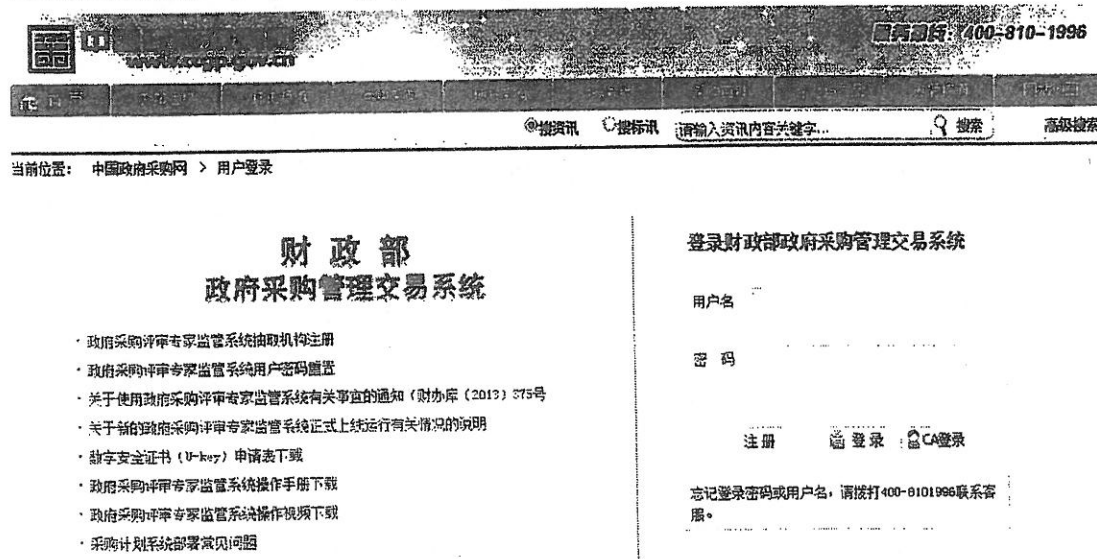 www.ccgp.gov.cn
服务热线：400-810-1996
搜资讯 搜标讯 请输入资讯内容关键字... 搜索 高级搜索
当前位置： 中国政府采购网 > 用户登录
财 政 部
政府采购管理交易系统
· 政府采购评审专家监管系统抽取机构注册
· 政府采购评审专家监管系统用户密码重置
· 关于使用政府采购评审专家监管系统有关事宜的通知（财办库（2013）375号
· 关于新的政府采购评审专家监管系统正式上线运行有关情况的说明
· 数字安全证书（U-key）申请表下载
· 政府采购评审专家监管系统操作手册下载
· 政府采购评审专家监管系统操作视频下载
· 采购计划系统部署常见问题
登录财政部政府采购管理交易系统
用户名
密 码
注册 登录 CA登录
忘记登录密码或用户名，请拨打400-8101996联系客
服。